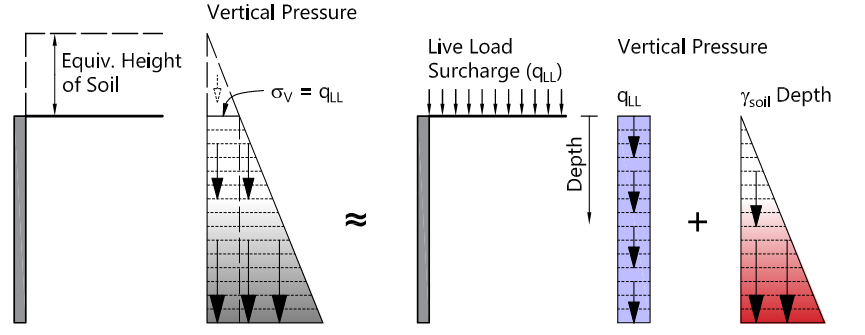 Vertical Pressure
Equiv. Height
of Soil
σV = qLL
≈
Live Load
Surcharge (qLL)
Depth
Vertical Pressure
qLL
+
γsoil Depth